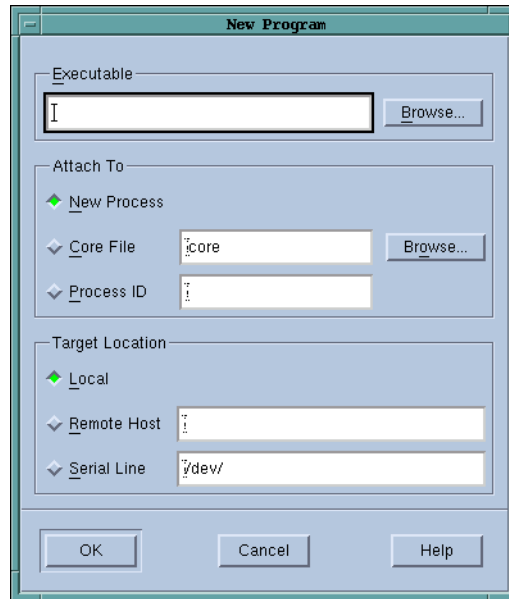 New Program
Executable
Browse...
Attach To
New Process
Core File core Browse...
Process ID
Target Location
Local
Remote Host
Serial Line /dev/
OK Cancel Help